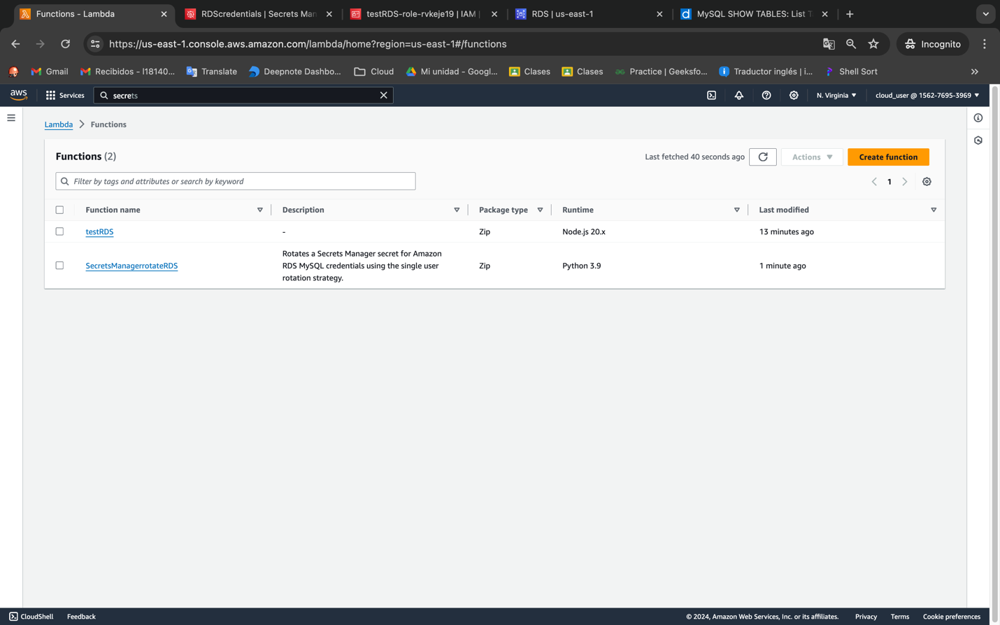 Functions - Lambda
RDScredentials | Secrets Man
testRDS-role-rvkeje19 | IAM |
RDS | us-east-1
MySQL SHOW TABLES: List T
https://us-east-1.console.aws.amazon.com/lambda/home?region=us-east-1#/functions
Incognito
Gmail
Recibidos - l18140...
Translate
Deepnote Dashbo...
Cloud
Mi unidad - Googl...
Clases
Clases
Practice | Geeksfo...
Traductor inglés | i...
Shell Sort
aws
Services
secrets
N. Virginia
cloud_user @ 1562-7695-3969
Lambda
Functions
Functions (2)
Last fetched 40 seconds ago
Actions
Create function
Filter by tags and attributes or search by keyword
1
Function name
Description
Package type
Runtime
Last modified
testRDS
-
Zip
Node.js 20.x
13 minutes ago
SecretsManagerrotateRDS
Rotates a Secrets Manager secret for Amazon
RDS MySQL credentials using the single user
rotation strategy.
Zip
Python 3.9
1 minute ago
CloudShell
Feedback
© 2024, Amazon Web Services, Inc. or its affiliates.
Privacy
Terms
Cookie preferences